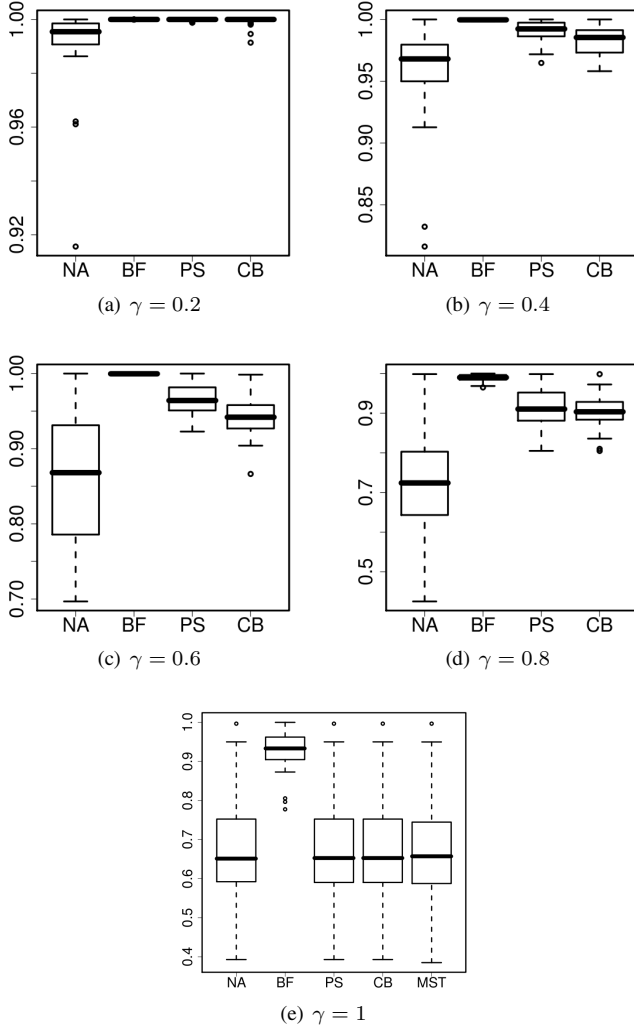 1.00
0.96
0.92
NA BF PS CB
(a) γ = 0.2
1.00
0.95
0.90
0.85
NA BF PS CB
(b) γ = 0.4
1.00
0.90
0.80
0.70
NA BF PS CB
(c) γ = 0.6
0.9
0.7
0.5
NA BF PS CB
(d) γ = 0.8
1.0
0.9
0.8
0.7
0.6
0.5
0.4
NA BF PS CB MST
(e) γ = 1